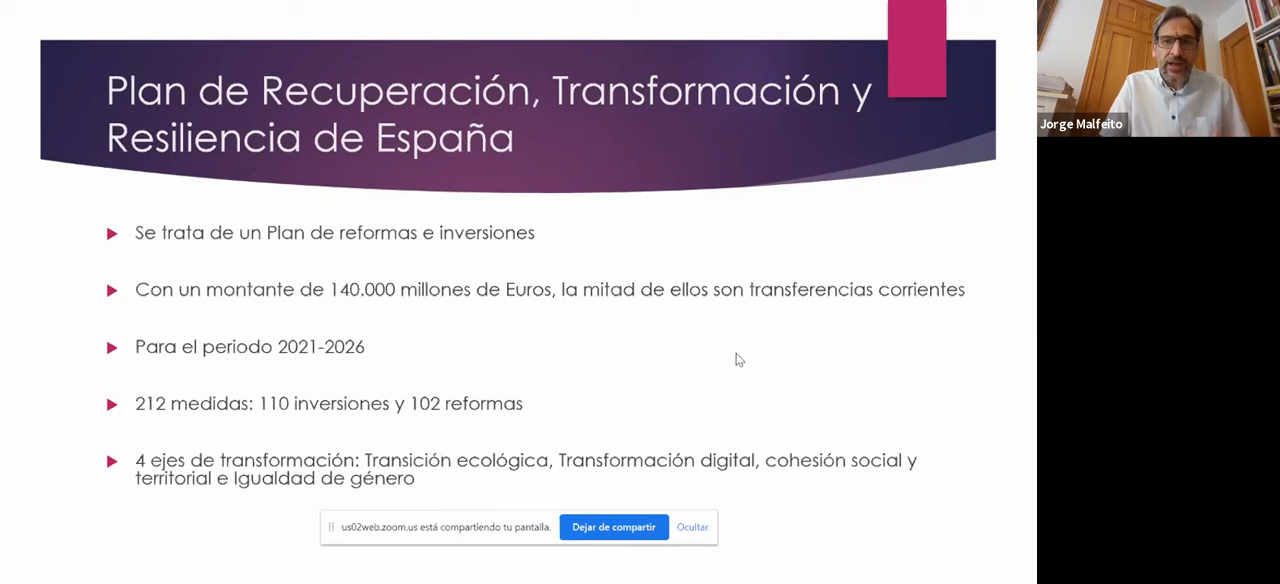 Plan de Recuperación, Transformación y
Resiliencia de España
Jorge Malfeito
Se trata de un Plan de reformas e inversiones
Con un montante de 140.000 millones de Euros, la mitad de ellos son transferencias corrientes
Para el periodo 2021-2026
212 medidas: 110 inversiones y 102 reformas
4 ejes de transformación: Transición ecológica, Transformación digital, cohesión social y
territorial e Igualdad de género
us02web.zoom.us está compartiendo tu pantalla. Dejar de compartir Ocultar